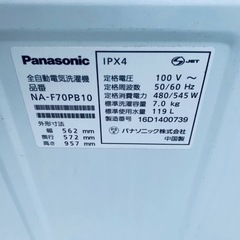 Panasonic
全自動電気洗濯機
品番
NA-F70PB10
外形寸法
幅 562 mm
奥行 572 mm
高さ 957 mm
IPX4
JET
定格電圧 100 V ～
定格周波数 50/60 Hz
定格消費電力 480/545 W
標準洗濯容量 7.0 kg
標準使用水量 119 L
製造番号 16D1400739
パナソニック株式会社
中国製